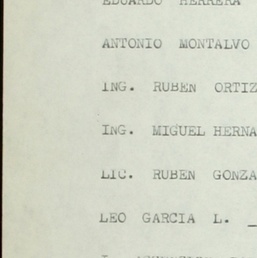 EDUARDO HERRERA
ANTONIO MONTALVO
ING. RUBEN ORTIZ
ING. MIGUEL HERNA
LIC. RUBEN GONZA
LEO GARCIA L. _